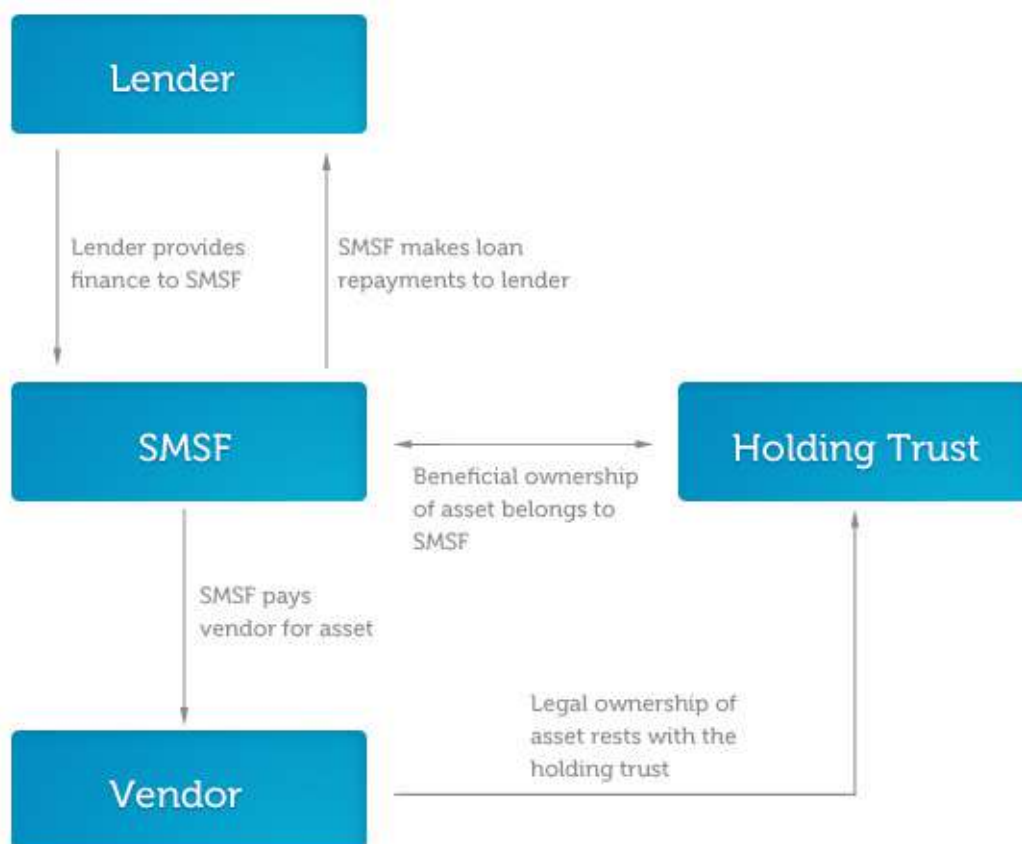 Lender
Lender provides
finance to SMSF
SMSF makes loan
repayments to lender
SMSF
Holding Trust
Beneficial ownership
of asset belongs to
SMSF
SMSF pays
vendor for asset
Legal ownership of
asset rests with the
holding trust
Vendor